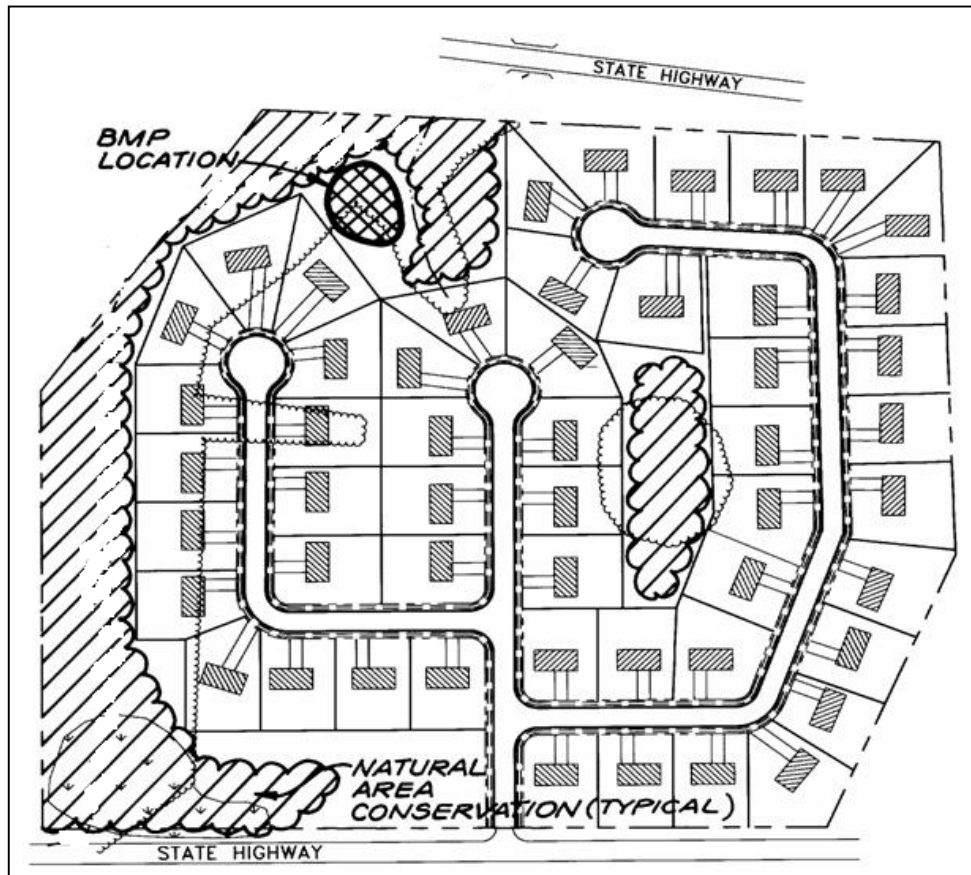 STATE HIGHWAY
BMP
LOCATION
NATURAL
AREA
CONSERVATION (TYPICAL)
STATE HIGHWAY